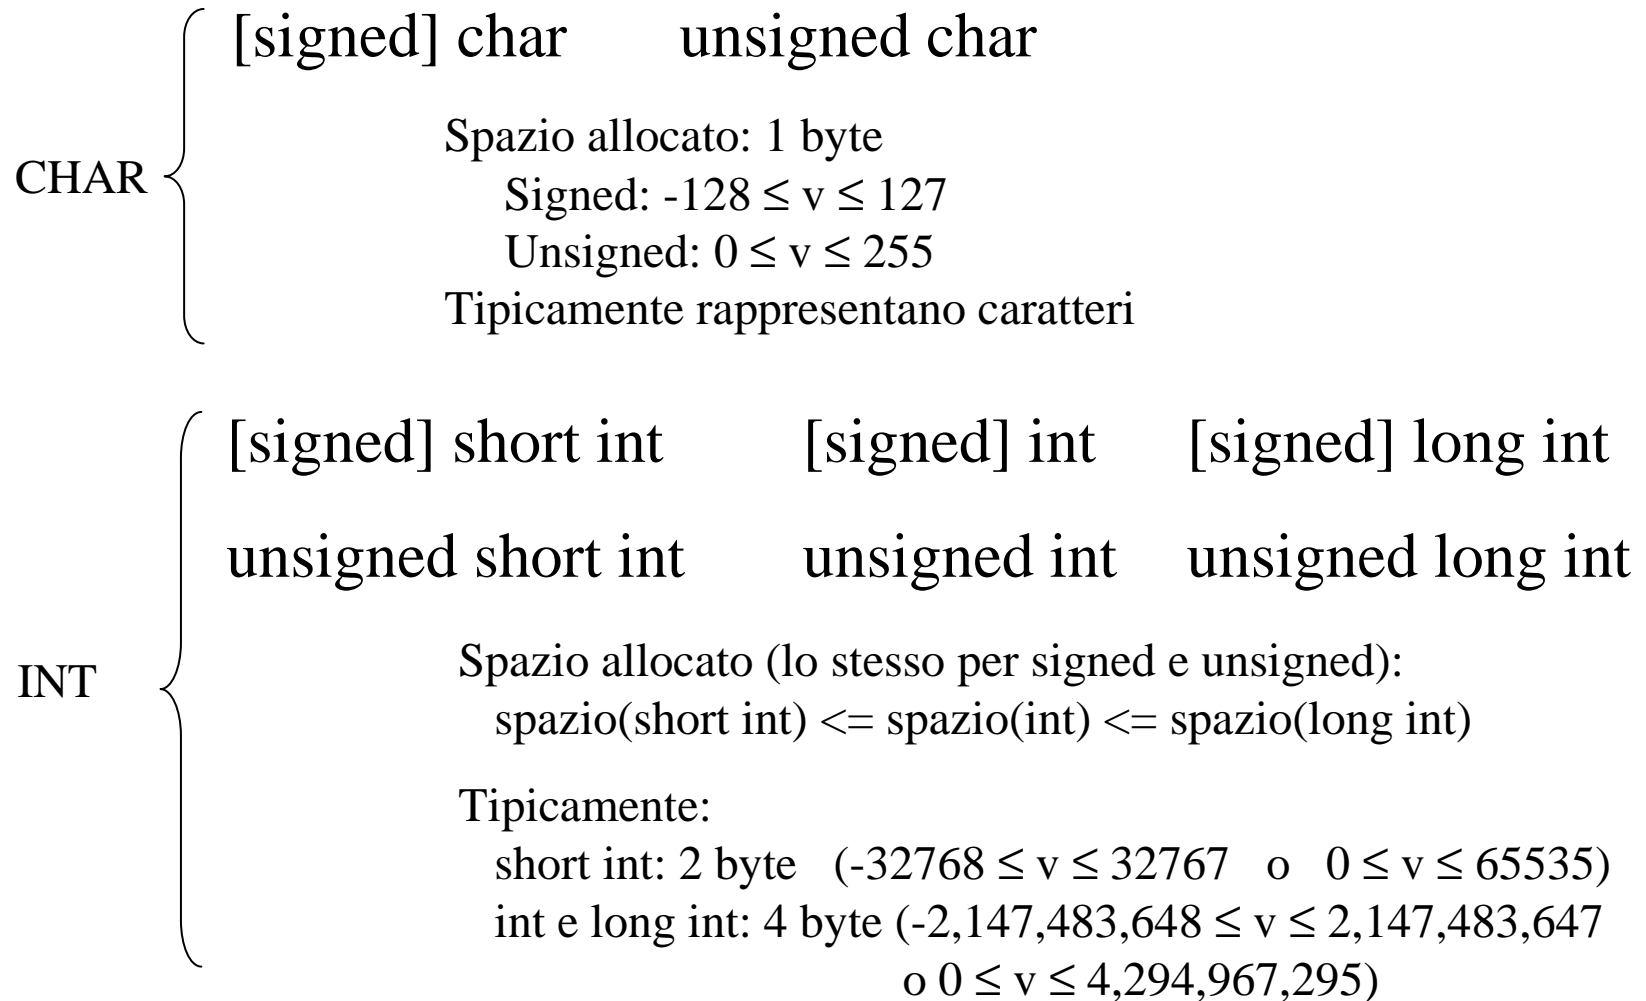 [signed] char unsigned char
CHAR
Spazio allocato: 1 byte
Signed: -128 ≤ v ≤ 127
Unsigned: 0 ≤ v ≤ 255
Tipicamente rappresentano caratteri
[signed] short int [signed] int [signed] long int
unsigned short int unsigned int unsigned long int
INT
Spazio allocato (lo stesso per signed e unsigned):
spazio(short int) <= spazio(int) <= spazio(long int)
Tipicamente:
short int: 2 byte (-32768 ≤ v ≤ 32767 o 0 ≤ v ≤ 65535)
int e long int: 4 byte (-2,147,483,648 ≤ v ≤ 2,147,483,647
o 0 ≤ v ≤ 4,294,967,295)